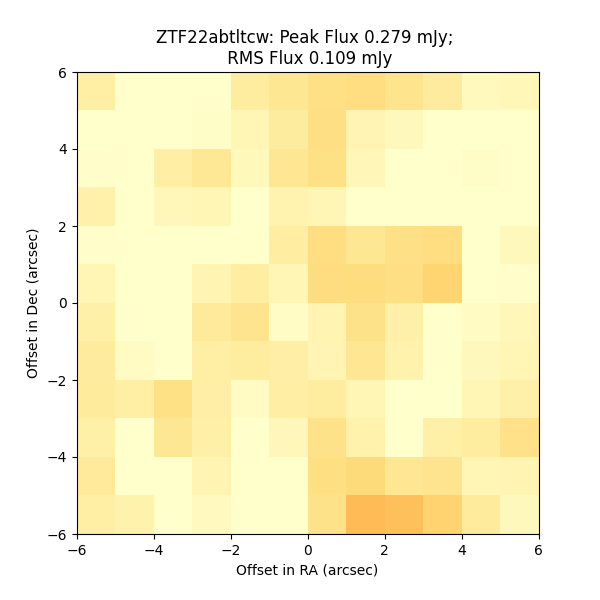 ZTF22abtltcw: Peak Flux 0.279 mJy;
RMS Flux 0.109 mJy
6
4
2
0
−2
−4
−6
Offset in Dec (arcsec)
−6 −4 −2 0 2 4 6
Offset in RA (arcsec)